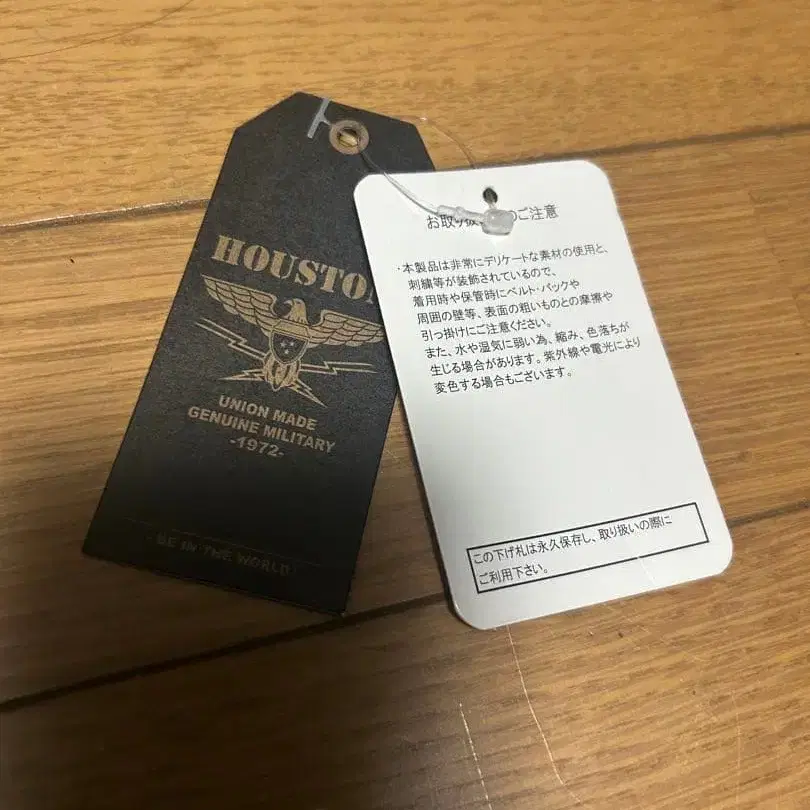 HOUSTON
UNION MADE
GENUINE MILITARY
-1972-
BE IN THE WORLD
お取り扱 のご注意
・本製品は非常にデリケートな素材の使用と、
刺繍等が装飾されているので、
着用時や保管時にベルト・バックや
周囲の壁等、表面の粗いものとの摩擦や
引っ掛けにご注意ください。
また、水や湿気に弱い為、縮み、色落ちが
生じる場合があります。紫外線や電光により
変色する場合もございます。
この下げ札は永久保存し、取り扱いの際に
ご利用下さい。